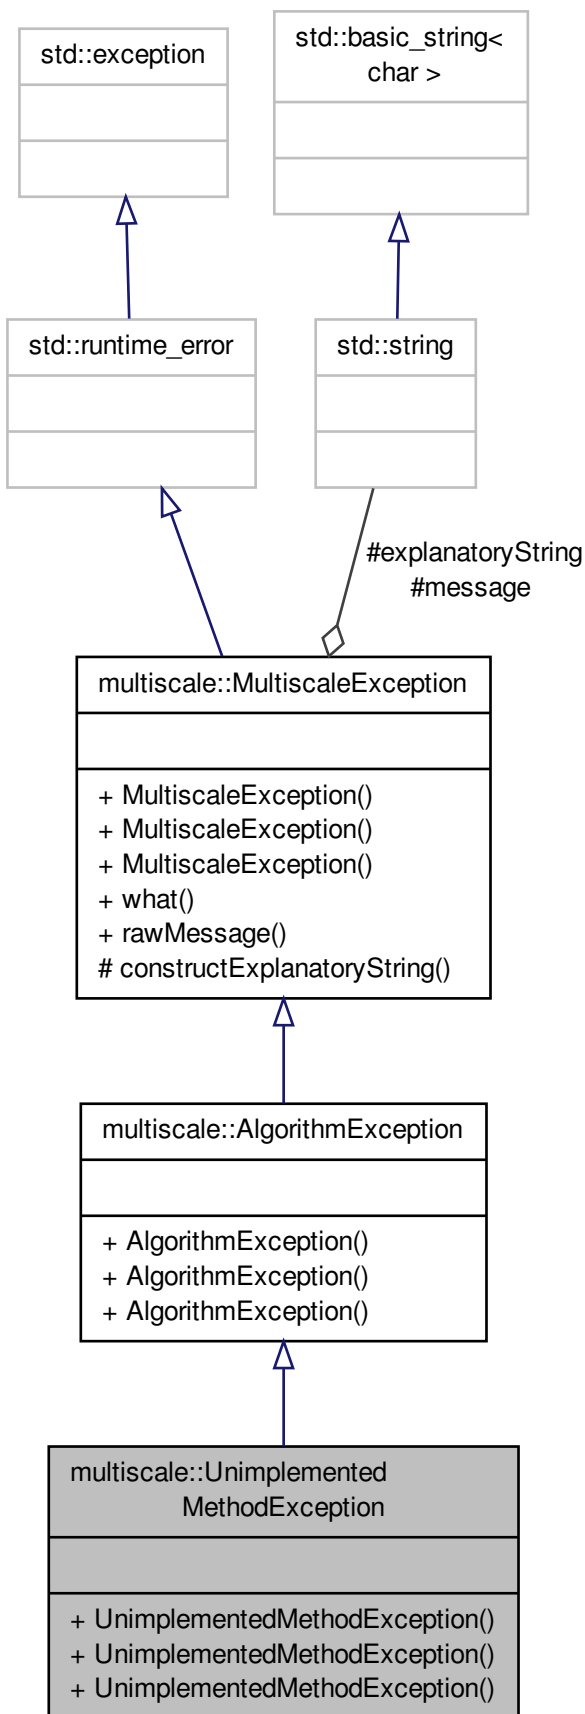 std::exception
std::basic_string<
char >
std::runtime_error
std::string
#explanatoryString
#message
multiscale::MultiscaleException
+ MultiscaleException()
+ MultiscaleException()
+ MultiscaleException()
+ what()
+ rawMessage()
# constructExplanatoryString()
multiscale::AlgorithmException
+ AlgorithmException()
+ AlgorithmException()
+ AlgorithmException()
multiscale::Unimplemented
MethodException
+ UnimplementedMethodException()
+ UnimplementedMethodException()
+ UnimplementedMethodException()